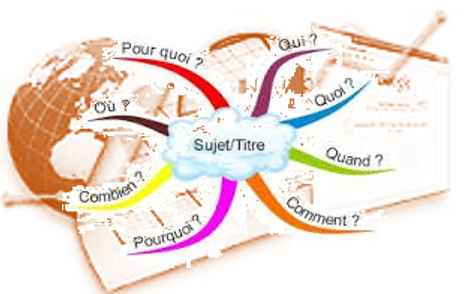 Pour quoi ?
Qui ?
Où ?
Quoi ?
Sujet/Titre
Quand ?
Combien ?
Comment ?
Pourquoi ?